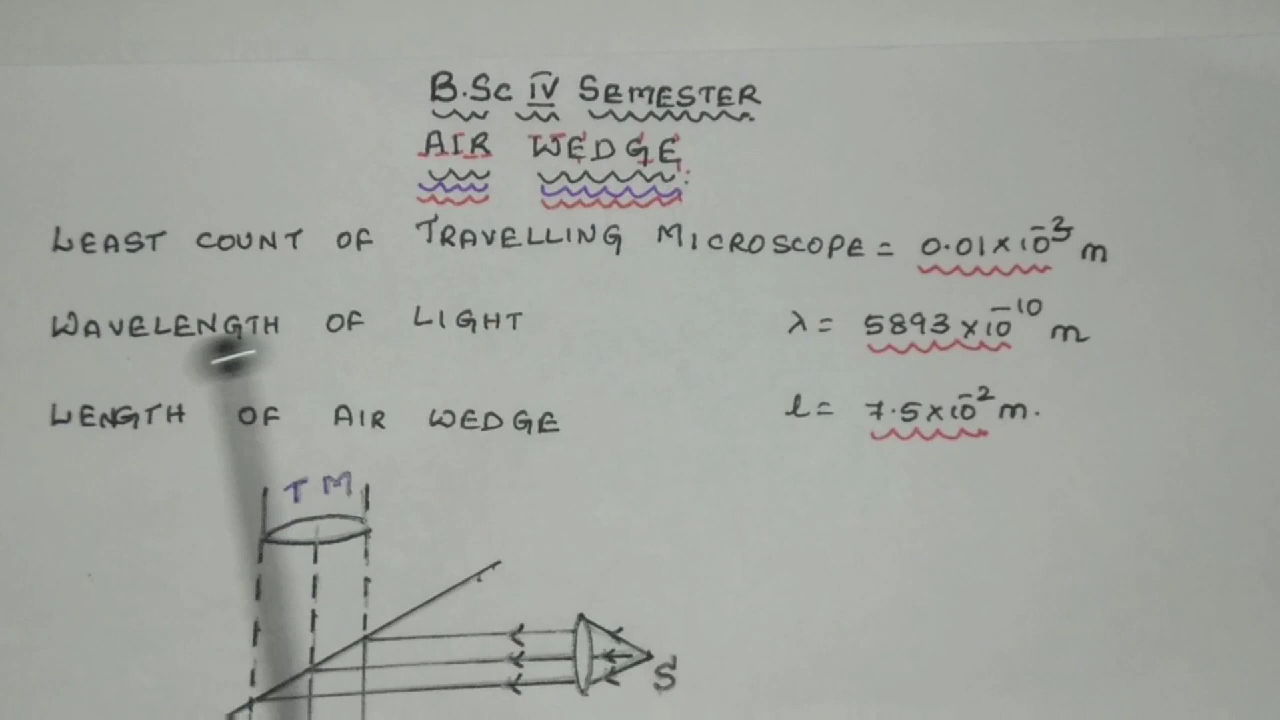 B.Sc IV SEMESTER
AIR WEDGE:
LEAST COUNT OF TRAVELLING MICROSCOPE = 0.01 × 10⁻³ m
WAVELENGTH OF LIGHT λ = 5893 × 10⁻¹⁰ m
LENGTH OF AIR WEDGE l = 7.5 × 10⁻² m.
TM
S